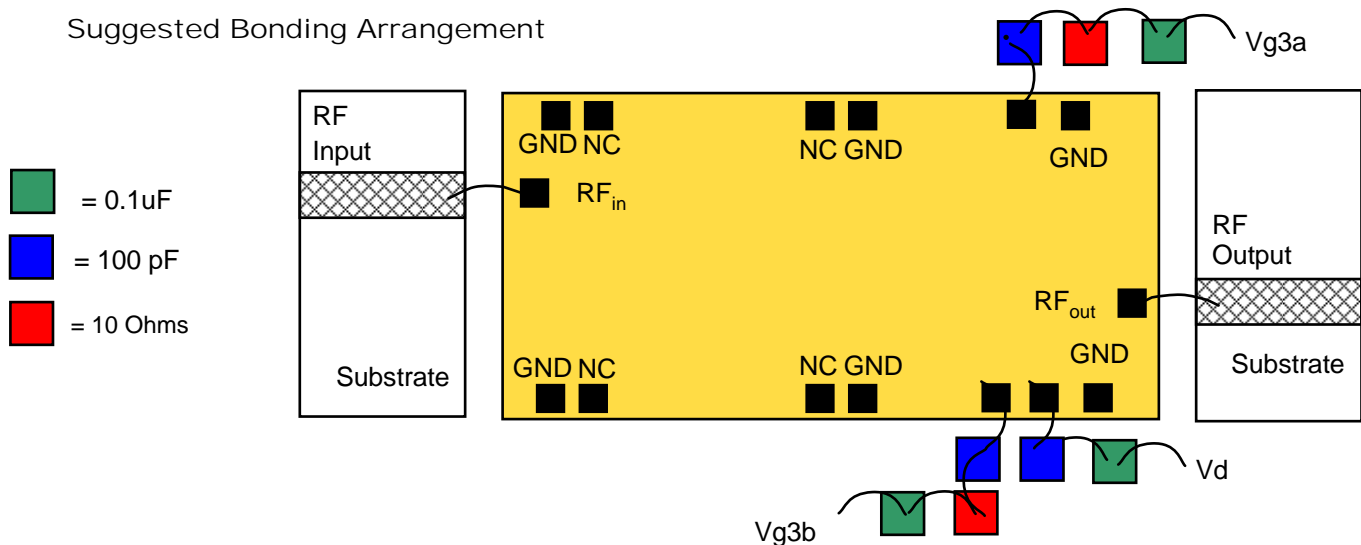 Suggested Bonding Arrangement
Vg3a
RF
Input
GND NC
NC GND
GND
= 0.1uF
RFin
= 100 pF
RF
Output
= 10 Ohms
RFout
GND NC
NC GND
GND
Substrate
Substrate
Vd
Vg3b